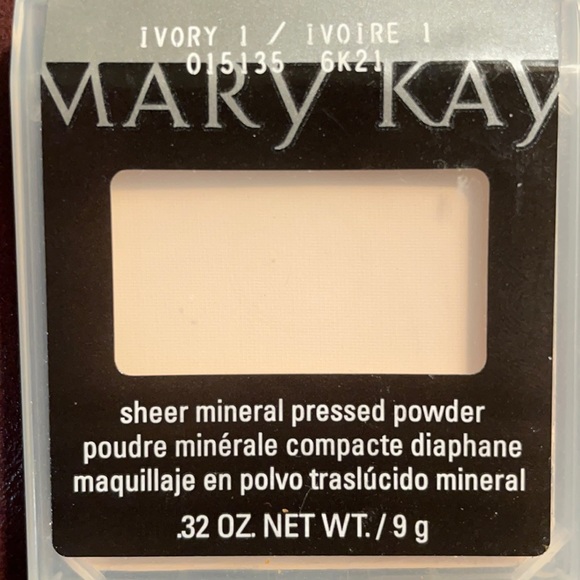 IVORY 1 / IVOIRE 1
015135 6K21
MARY KAY
sheer mineral pressed powder
poudre minérale compacte diaphane
maquillaje en polvo traslúcido mineral
.32 OZ. NET WT. / 9 g